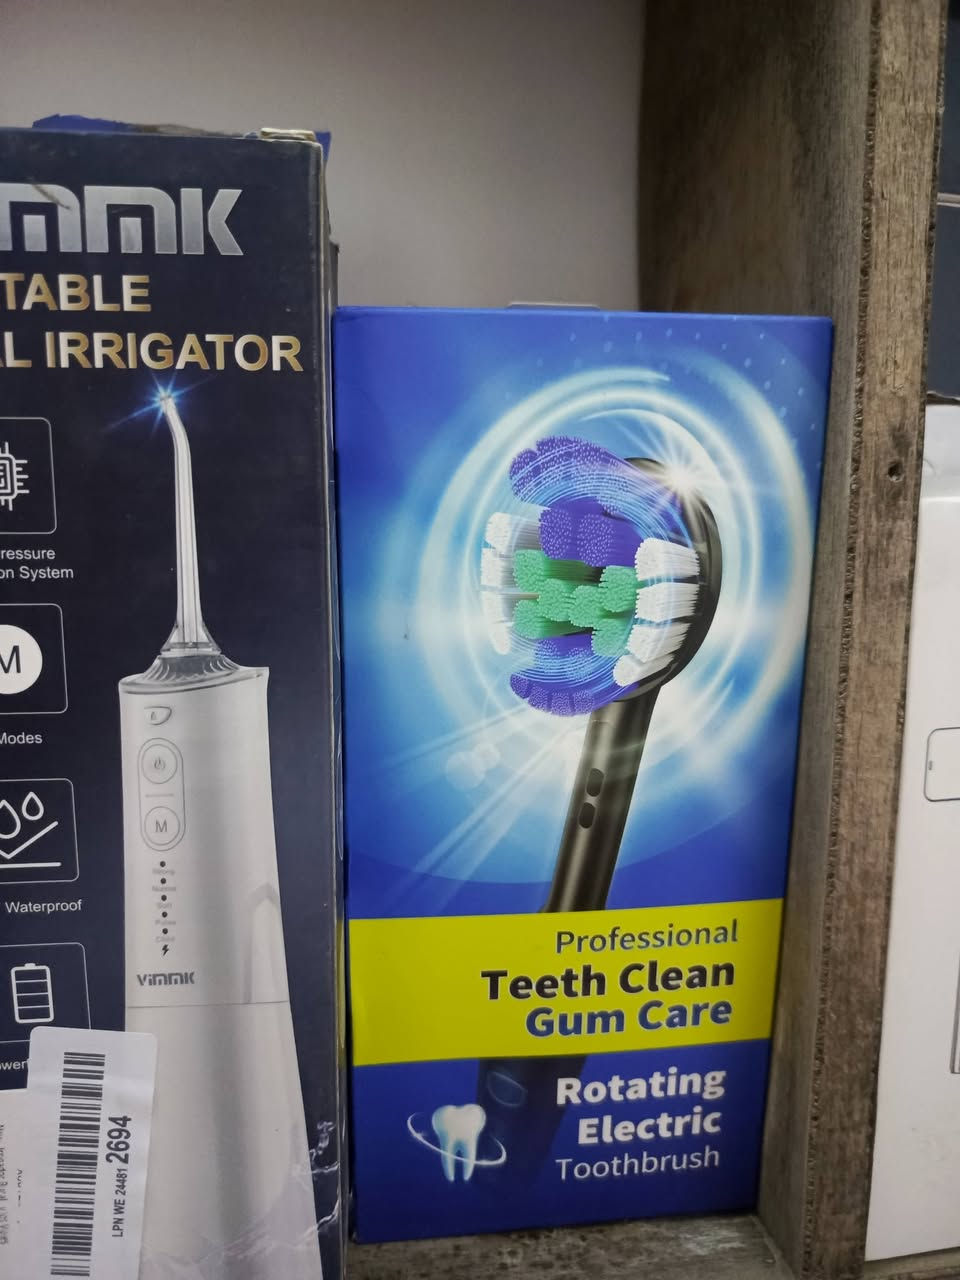 immk
TABLE
L IRRIGATOR
ressure
on System
M
Modes
Waterproof
M
Vimmk
LPN WE 24481 2694
Professional
Teeth Clean
Gum Care
Rotating
Electric
Toothbrush